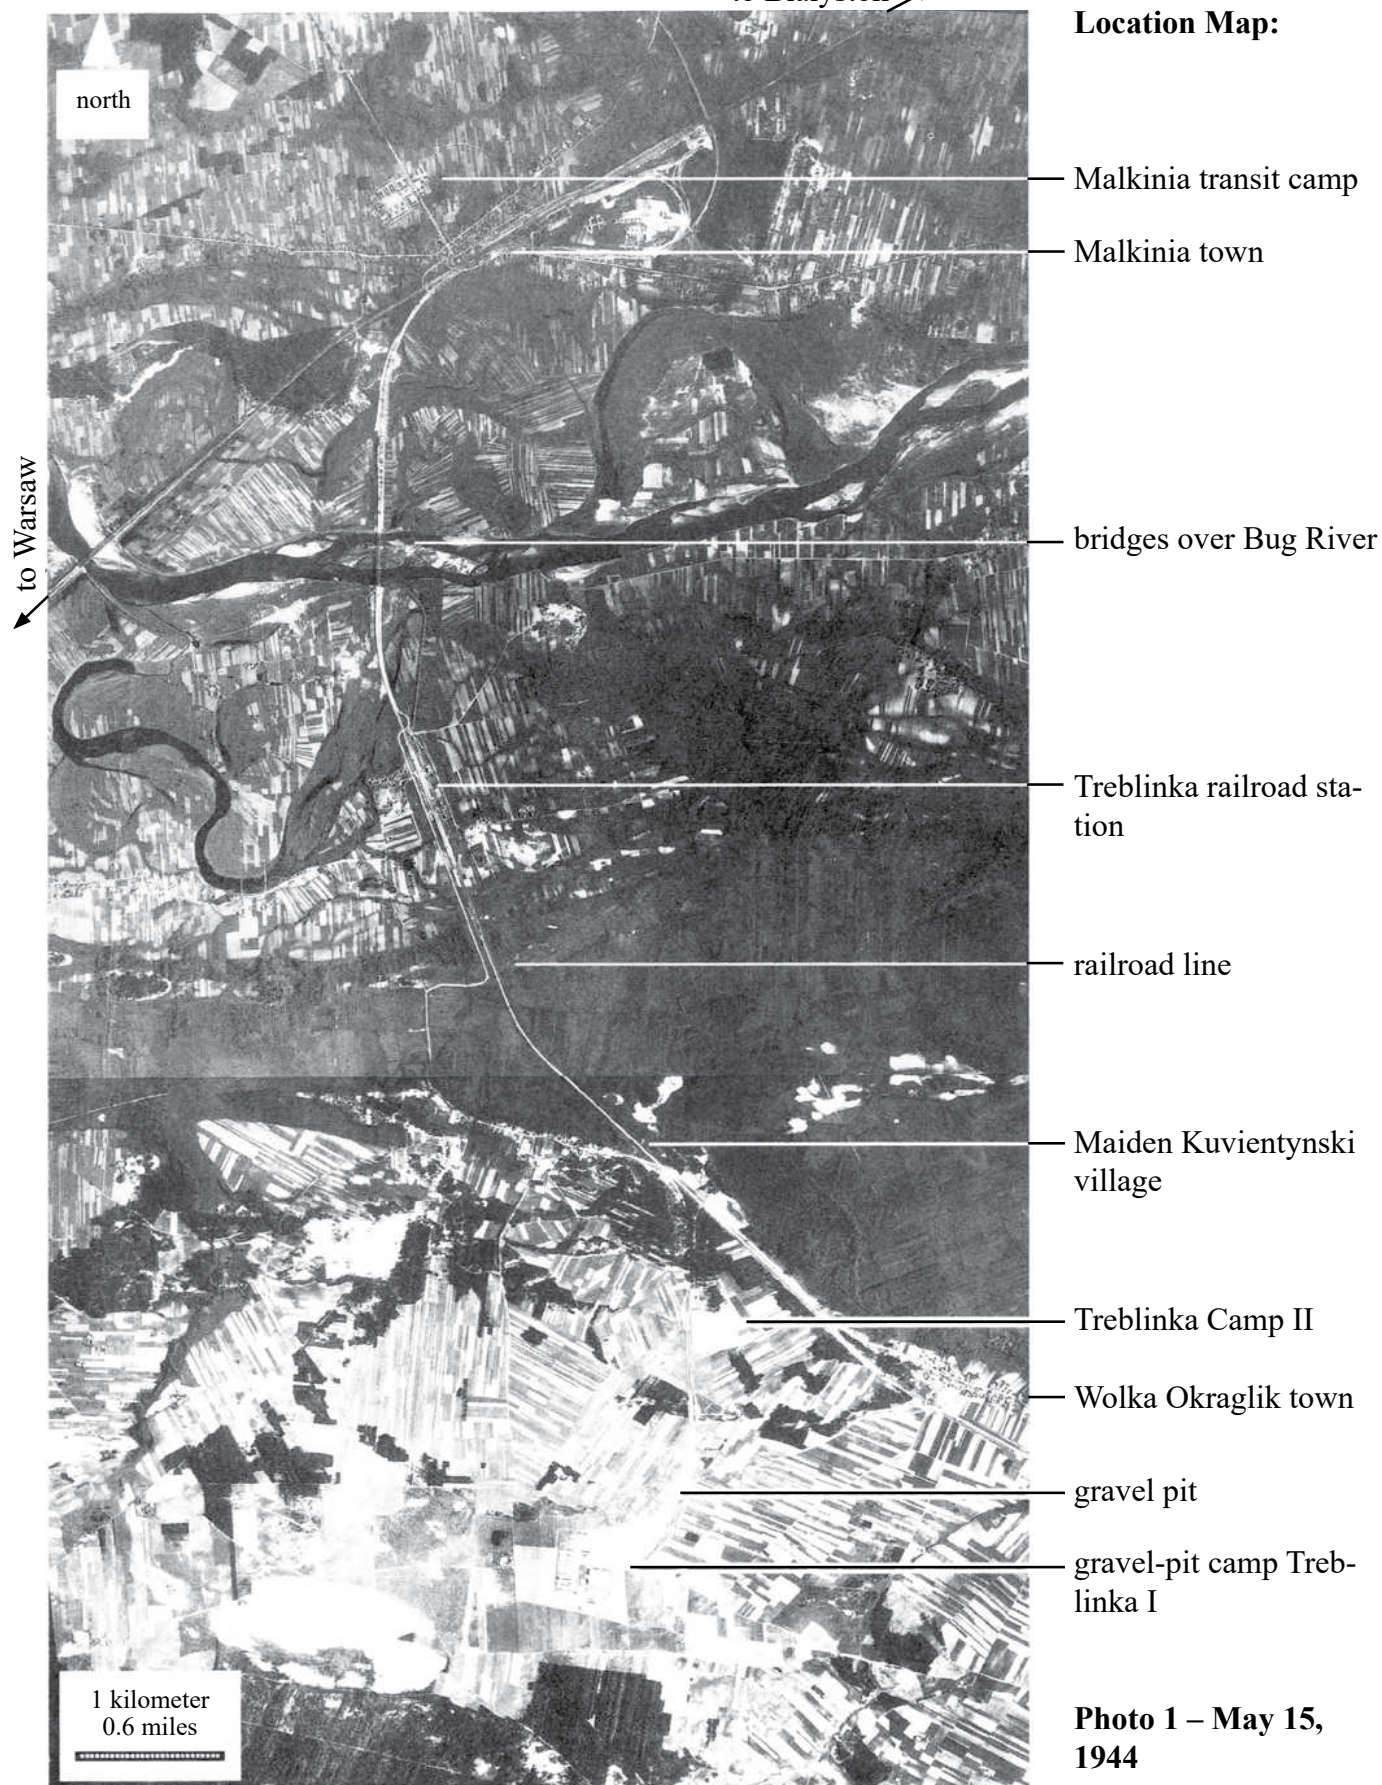 to Bialystok
Location Map:
north
Malkinia transit camp
Malkinia town
to Warsaw
bridges over Bug River
Treblinka railroad sta-
tion
railroad line
Maiden Kuvientynski
village
Treblinka Camp II
Wolka Okraglik town
gravel pit
gravel-pit camp Treb-
linka I
1 kilometer
0.6 miles
Photo 1 – May 15,
1944